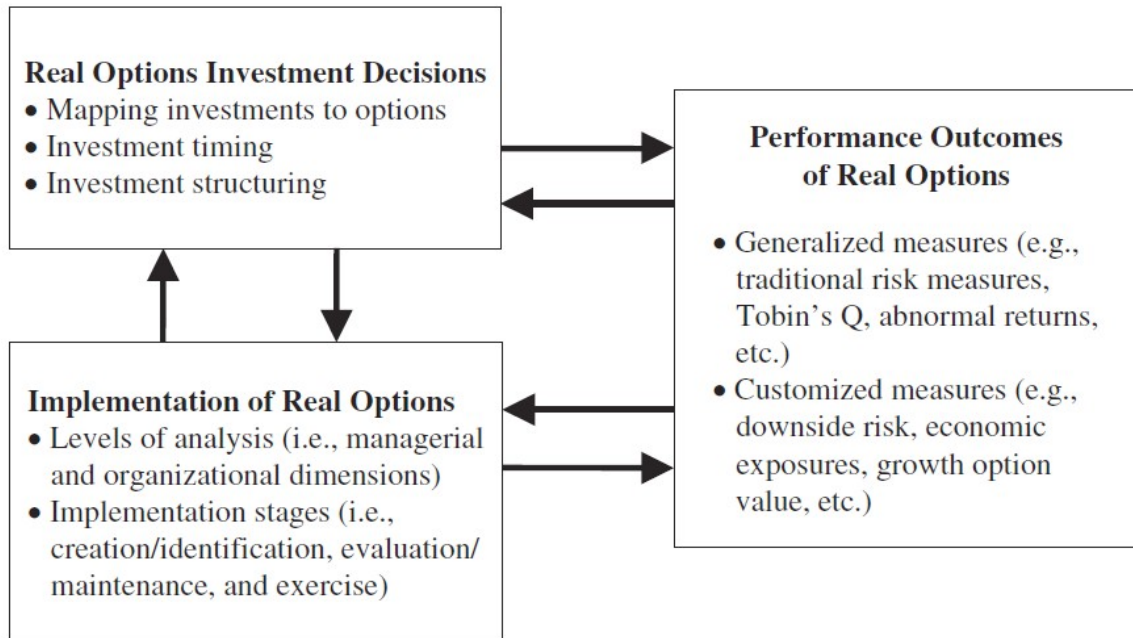 Real Options Investment Decisions
• Mapping investments to options
• Investment timing
• Investment structuring
Performance Outcomes
of Real Options
• Generalized measures (e.g.,
traditional risk measures,
Tobin's Q, abnormal returns,
etc.)
• Customized measures (e.g.,
downside risk, economic
exposures, growth option
value, etc.)
Implementation of Real Options
• Levels of analysis (i.e., managerial
and organizational dimensions)
• Implementation stages (i.e.,
creation/identification, evaluation/
maintenance, and exercise)